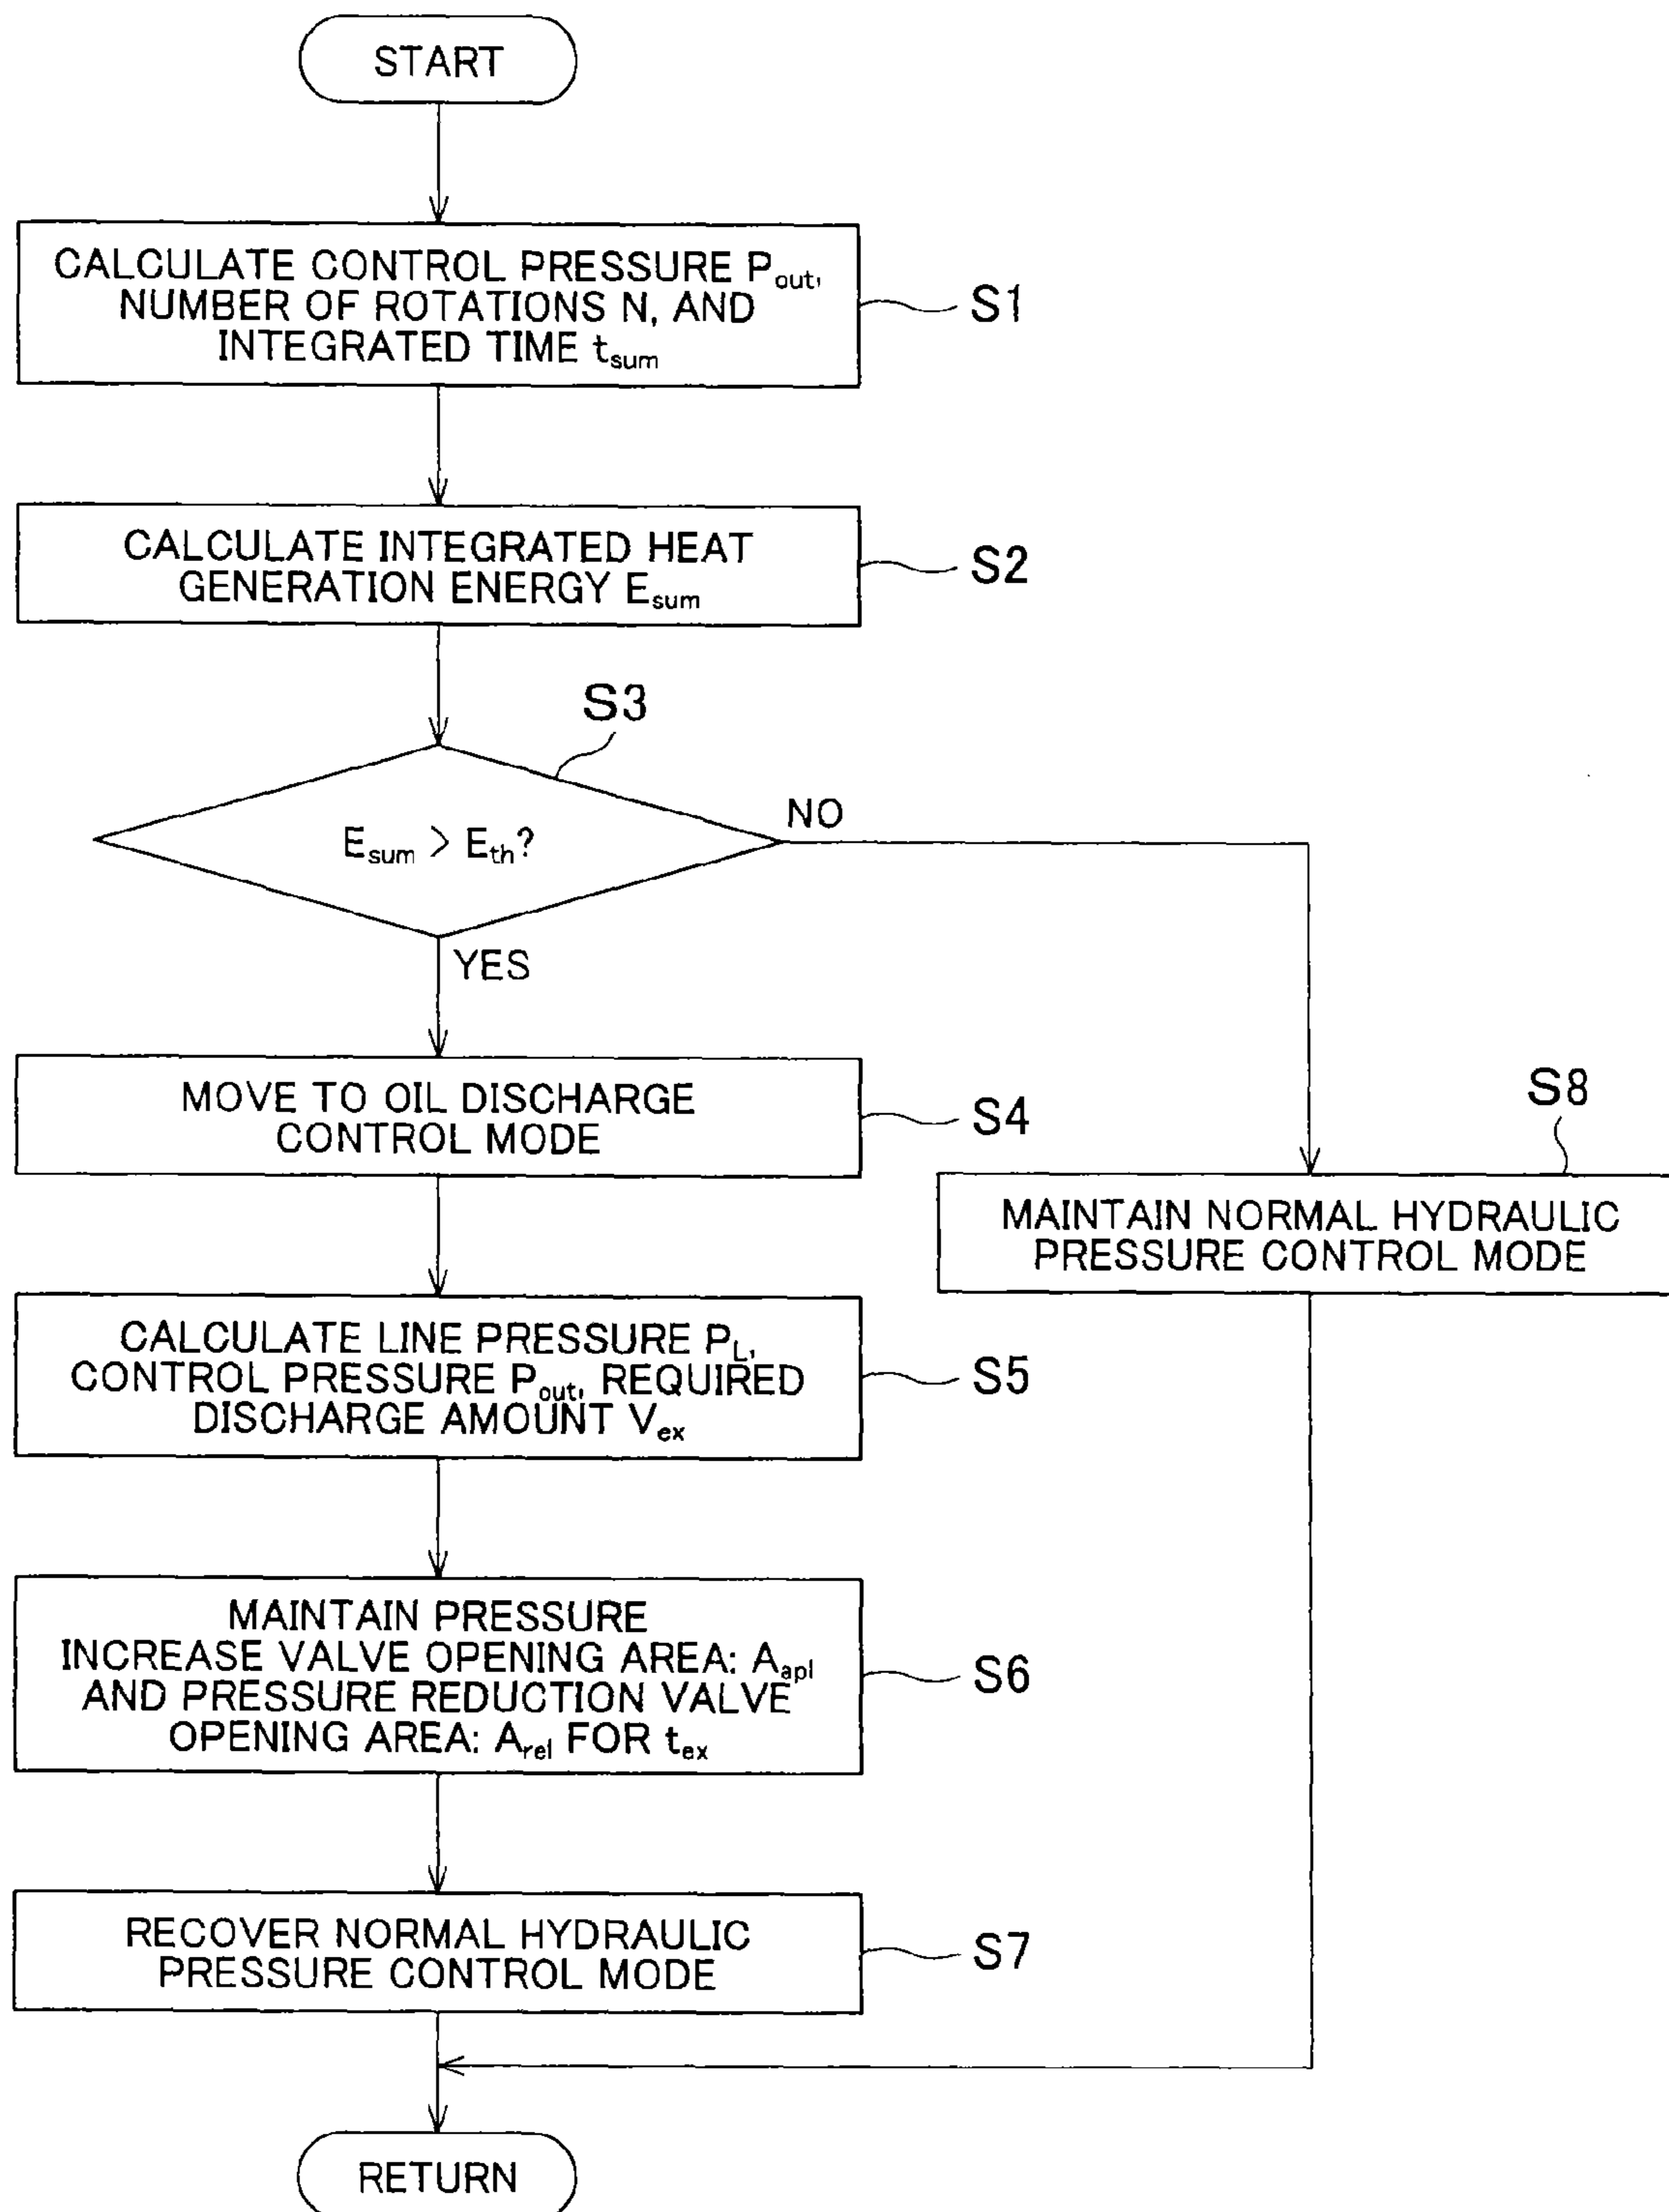 START
CALCULATE CONTROL PRESSURE Pout,
NUMBER OF ROTATIONS N, AND
INTEGRATED TIME tsum
S1
CALCULATE INTEGRATED HEAT
GENERATION ENERGY Esum
S2
S3
Esum > Eth?
NO
YES
MOVE TO OIL DISCHARGE
CONTROL MODE
S4
S8
MAINTAIN NORMAL HYDRAULIC
PRESSURE CONTROL MODE
CALCULATE LINE PRESSURE PL,
CONTROL PRESSURE Pout, REQUIRED
DISCHARGE AMOUNT Vex
S5
MAINTAIN PRESSURE
INCREASE VALVE OPENING AREA: Aapl
AND PRESSURE REDUCTION VALVE
OPENING AREA: Arel FOR tex
S6
RECOVER NORMAL HYDRAULIC
PRESSURE CONTROL MODE
S7
RETURN